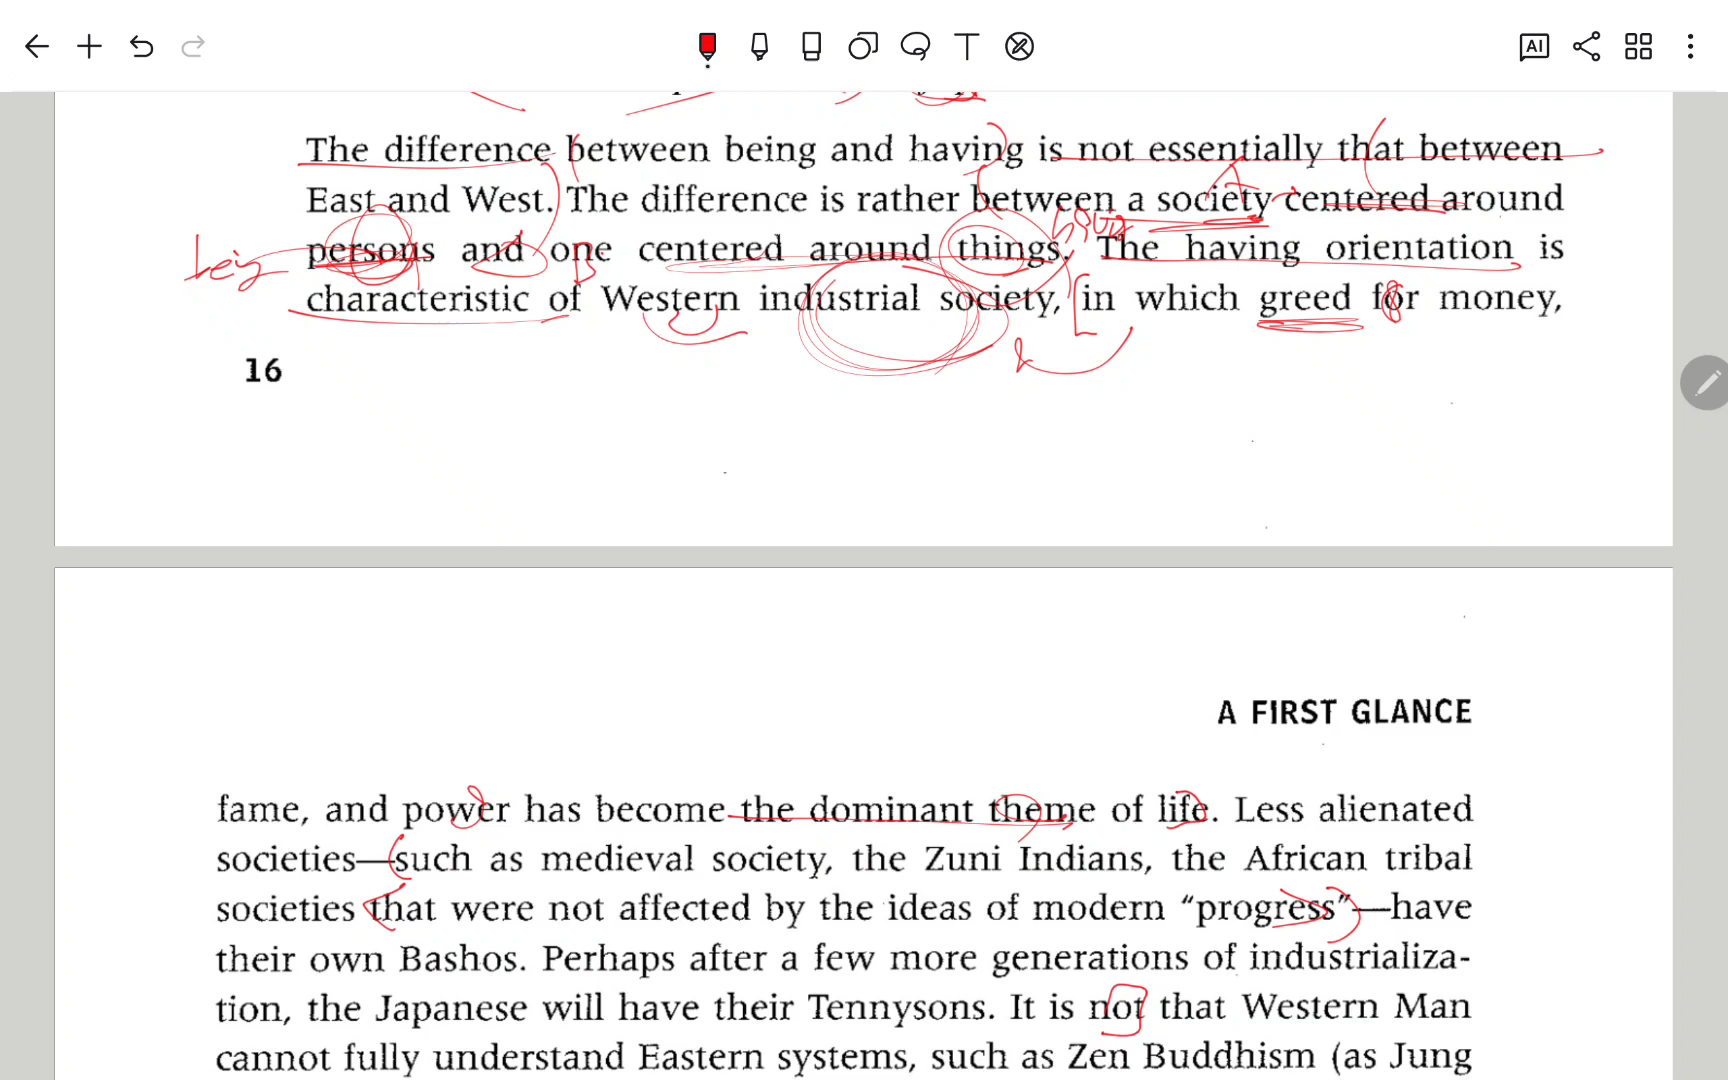 AI
The difference between being and having is not essentially that between
East and West. The difference is rather between a society centered around
persons and one centered around things. The having orientation is
characteristic of Western industrial society, in which greed for money,
16
A FIRST GLANCE
fame, and power has become the dominant theme of life. Less alienated
societies—such as medieval society, the Zuni Indians, the African tribal
societies that were not affected by the ideas of modern “progress”—have
their own Bashos. Perhaps after a few more generations of industrializa-
tion, the Japanese will have their Tennysons. It is not that Western Man
cannot fully understand Eastern systems, such as Zen Buddhism (as Jung